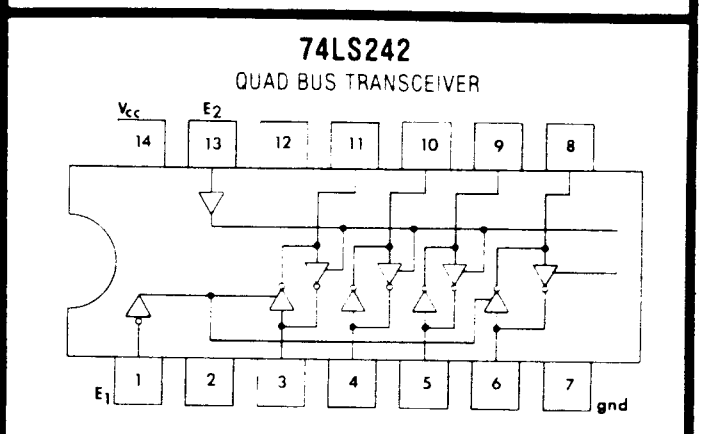 74LS242
QUAD BUS TRANSCEIVER
Vcc E2
14 13 12 11 10 9 8
E1 1 2 3 4 5 6 7 gnd